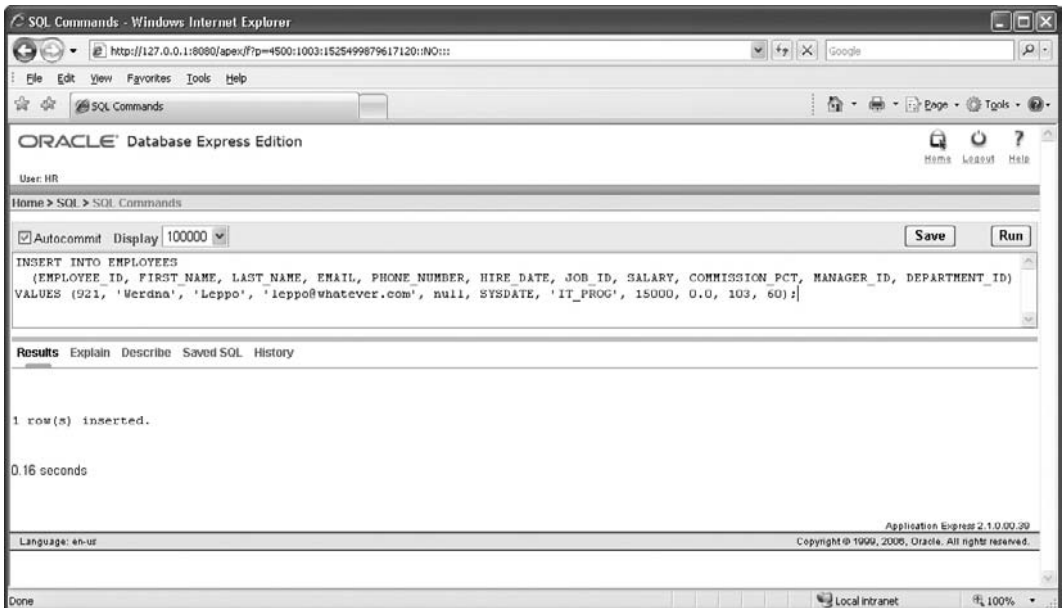 SQL Commands - Windows Internet Explorer
http://127.0.0.1:8080/apex/f?p=4500:1003:1525499879617120::NO:::
Google
File Edit View Favorites Tools Help
SQL Commands
Page Tools
ORACLE Database Express Edition
Home Logout Help
User: HR
Home > SQL > SQL Commands
Autocommit Display 100000
Save Run
INSERT INTO EMPLOYEES
(EMPLOYEE_ID, FIRST_NAME, LAST_NAME, EMAIL, PHONE_NUMBER, HIRE_DATE, JOB_ID, SALARY, COMMISSION_PCT, MANAGER_ID, DEPARTMENT_ID)
VALUES (921, 'Werdna', 'Leppo', 'leppo@whatever.com', null, SYSDATE, 'IT_PROG', 15000, 0.0, 103, 60);
Results Explain Describe Saved SQL History
1 row(s) inserted.
0.16 seconds
Application Express 2.1.0.00.39
Language: en-us
Copyright © 1999, 2006, Oracle. All rights reserved.
Done
Local intranet
100%